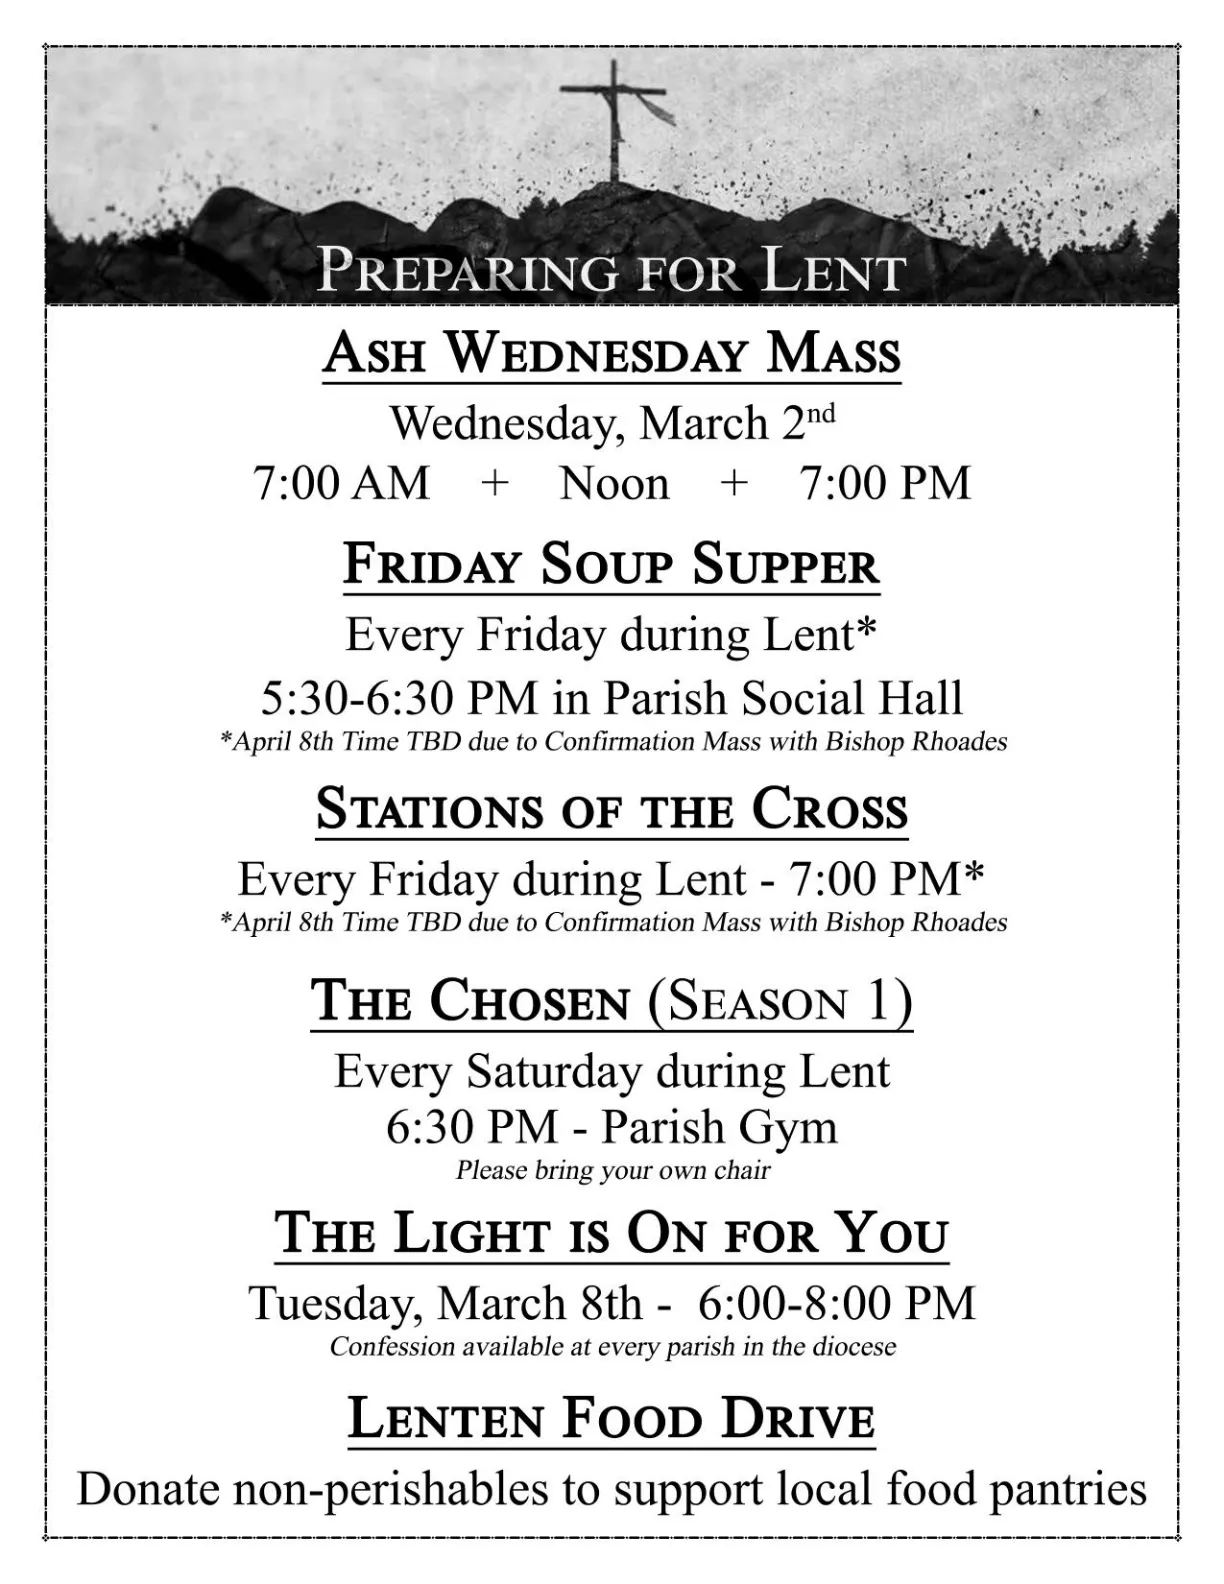 Preparing for Lent
Ash Wednesday Mass
Wednesday, March 2nd
7:00 AM + Noon + 7:00 PM
Friday Soup Supper
Every Friday during Lent*
5:30-6:30 PM in Parish Social Hall
*April 8th Time TBD due to Confirmation Mass with Bishop Rhoades
Stations of the Cross
Every Friday during Lent - 7:00 PM*
*April 8th Time TBD due to Confirmation Mass with Bishop Rhoades
The Chosen (Season 1)
Every Saturday during Lent
6:30 PM - Parish Gym
Please bring your own chair
The Light is On for You
Tuesday, March 8th - 6:00-8:00 PM
Confession available at every parish in the diocese
Lenten Food Drive
Donate non-perishables to support local food pantries